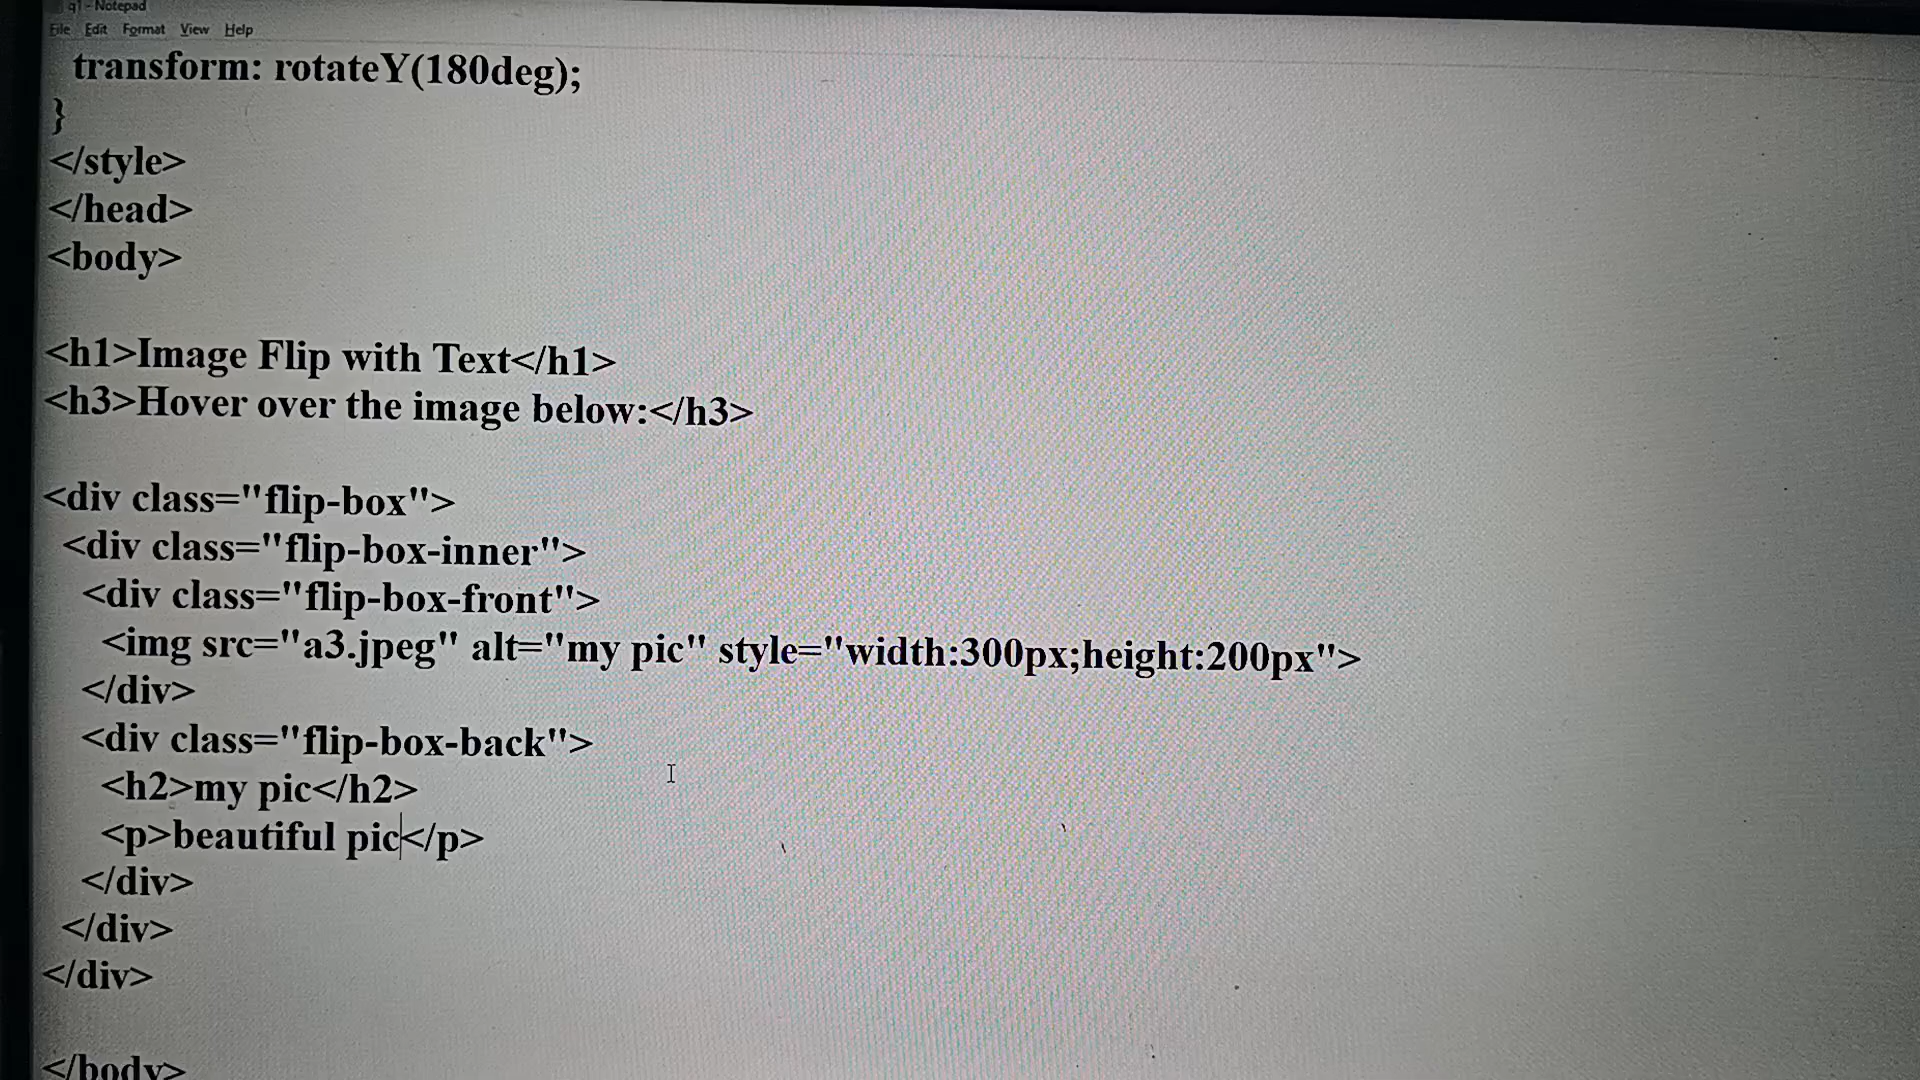 q1 - Notepad
File Edit Format View Help
transform: rotateY(180deg);
}
</style>
</head>
<body>
<h1>Image Flip with Text</h1>
<h3>Hover over the image below:</h3>
<div class="flip-box">
<div class="flip-box-inner">
<div class="flip-box-front">
<img src="a3.jpeg" alt="my pic" style="width:300px;height:200px">
</div>
<div class="flip-box-back">
<h2>my pic</h2>
<p>beautiful pic</p>
</div>
</div>
</div>
</body>